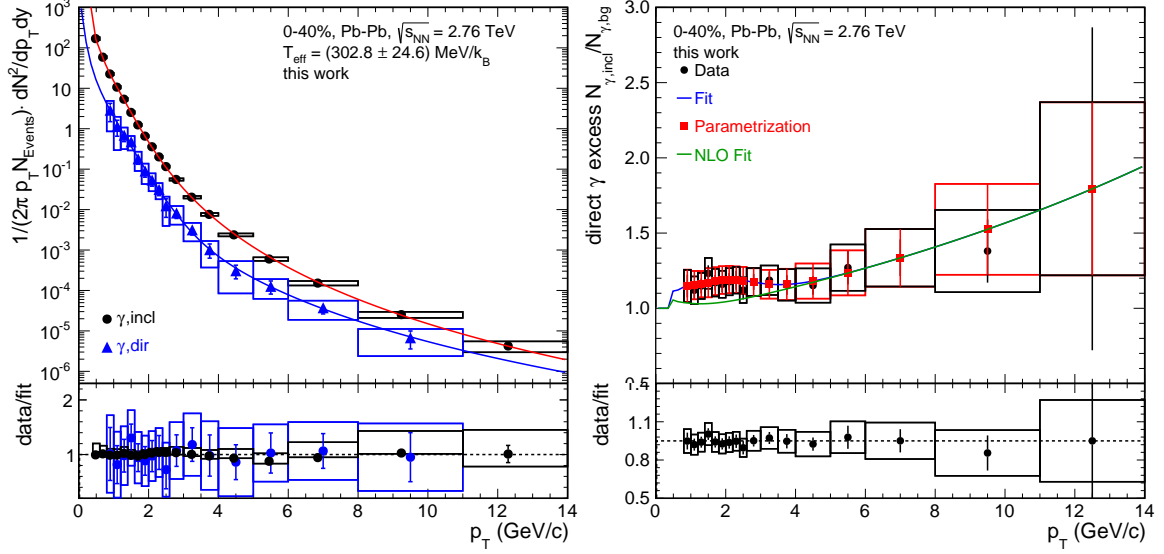 0-40%, Pb-Pb, √s_NN = 2.76 TeV
T_eff = (302.8 ± 24.6) MeV/k_B
this work
1/(2π p_T N_Events)· dN²/dp_T dy
10³
10²
10
1
10⁻¹
10⁻²
10⁻³
10⁻⁴
10⁻⁵
10⁻⁶
γ,incl
γ,dir
data/fit
2
1
0
0 2 4 6 8 10 12 14
p_T (GeV/c)
direct γ excess N_γ,incl/N_γ,bg
3.0
2.5
2.0
1.5
1.0
0-40%, Pb-Pb, √s_NN = 2.76 TeV
this work
Data
Fit
Parametrization
NLO Fit
data/fit
1.5
1.1
0.9
0.5
0 2 4 6 8 10 12 14
p_T (GeV/c)